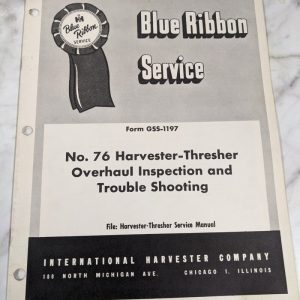 IH
Blue
Ribbon
SERVICE
Blue Ribbon
Service
Form GSS-1197
No. 76 Harvester-Thresher
Overhaul Inspection and
Trouble Shooting
File: Harvester-Thresher Service Manual
INTERNATIONAL HARVESTER COMPANY
180 NORTH MICHIGAN AVE. CHICAGO 1, ILLINOIS